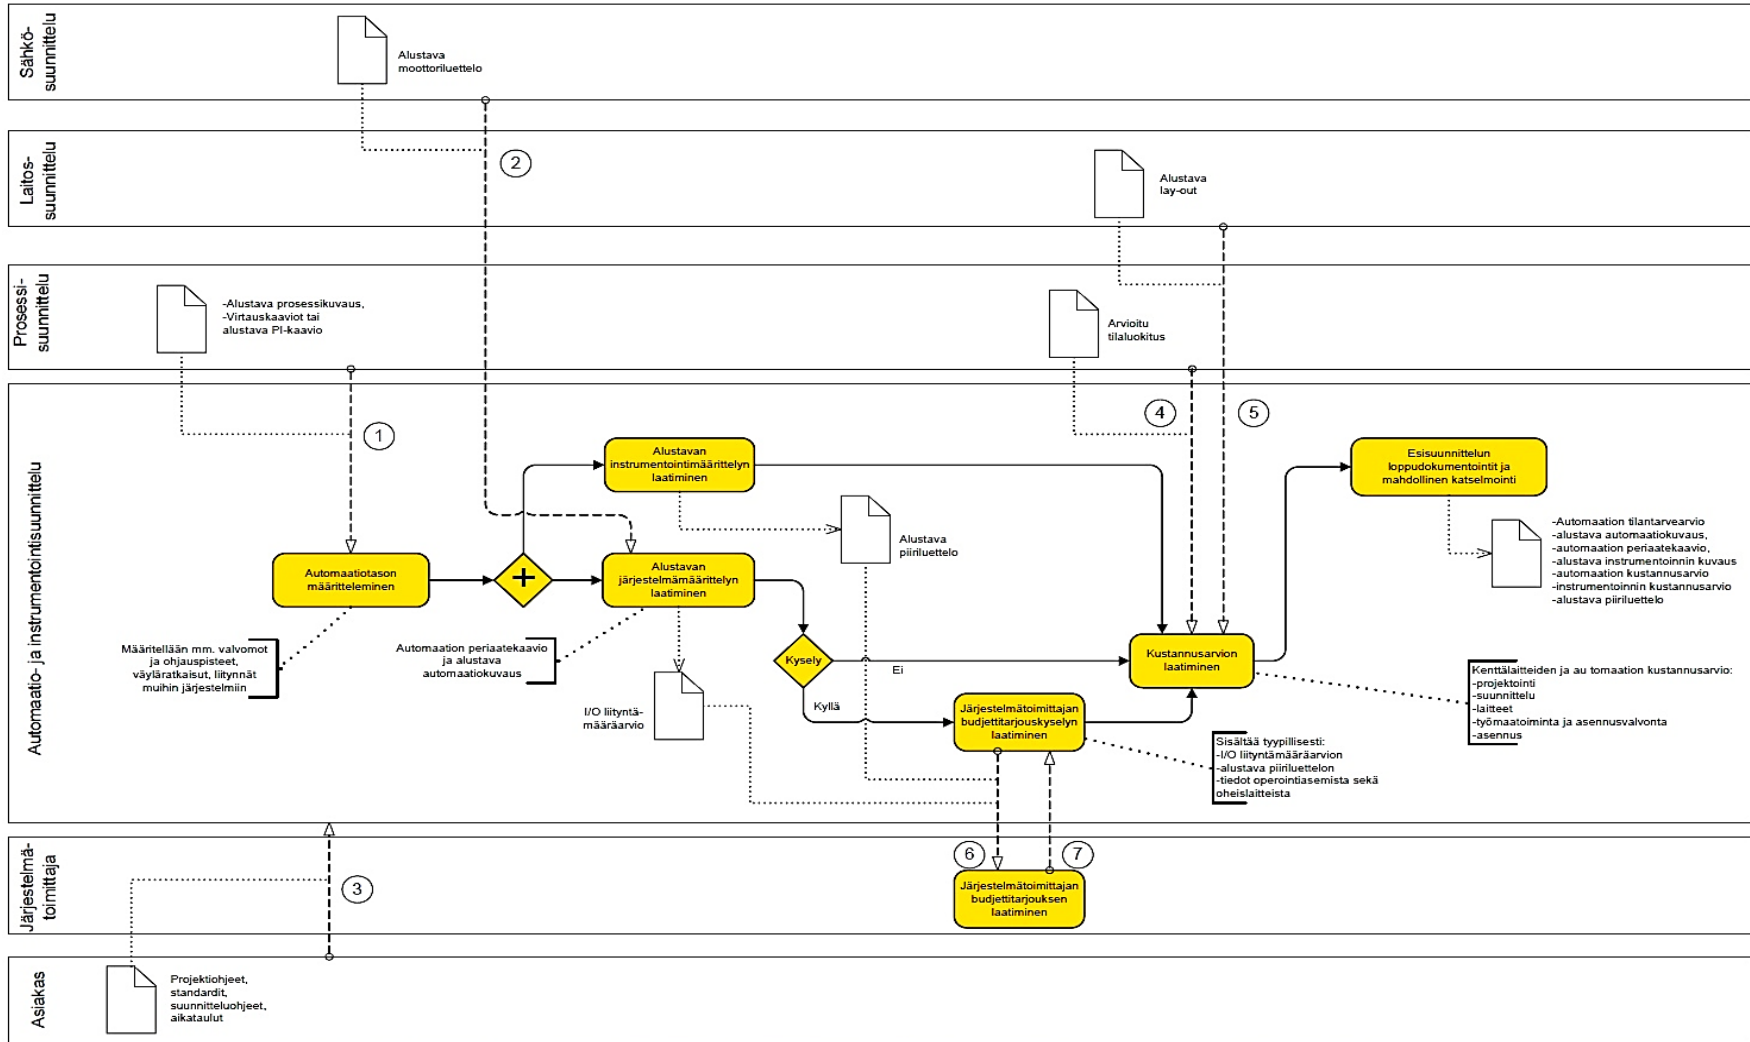 Sähkö-
suunnittelu
Alustava
moottoriluettelo
Laitos-
suunnittelu
2
Alustava
lay-out
Prosessi-
suunnittelu
-Alustava prosessikuvaus,
-Virtauskaaviot tai
alustava PI-kaavio
Arvioitu
tilaluokitus
Automaatio- ja instrumentointisuunnittelu
1
4
5
Alustavan
instrumentointimäärittelyn
laatiminen
Esisuunnittelun
loppudokumentointit ja
mahdollinen katselmointi
Alustava
piiriluettelo
-Automaation tilantarvearvio
-alustava automaatiokuvaus,
-automaation periaatekaavio,
-alustava instrumentoinnin kuvaus
-automaation kustannusarvio
-instrumentoinnin kustannusarvio
-alustava piiriluettelo
Automaatiotason
määritteleminen
Alustavan
järjestelmämäärittelyn
laatiminen
Määritellään mm. valvomot
ja ohjauspisteet,
väyläratkaisut, liitynnät
muihin järjestelmiin
Automaation periaatekaavio
ja alustava
automaatiokuvaus
Kysely
Ei
Kyllä
Kustannusarvion
laatiminen
Kenttälaitteiden ja au tomaation kustannusarvio:
-projektointi
-suunnittelu
-laitteet
-työmaatoiminta ja asennusvalvonta
-asennus
I/O liityntä-
määräarvio
Järjestelmätoimittajan
budjettitarjouskyselyn
laatiminen
Sisältää tyypillisesti:
-I/O liityntämääräarvion
-alustava piiriluettelon
-tiedot operointiasemista sekä
oheislaitteista
Järjestelmä-
toimittaja
3
6
7
Järjestelmätoimittajan
budjettitarjouksen
laatiminen
Asiakas
Projektiohjeet,
standardit,
suunnitteluohjeet,
aikataulut